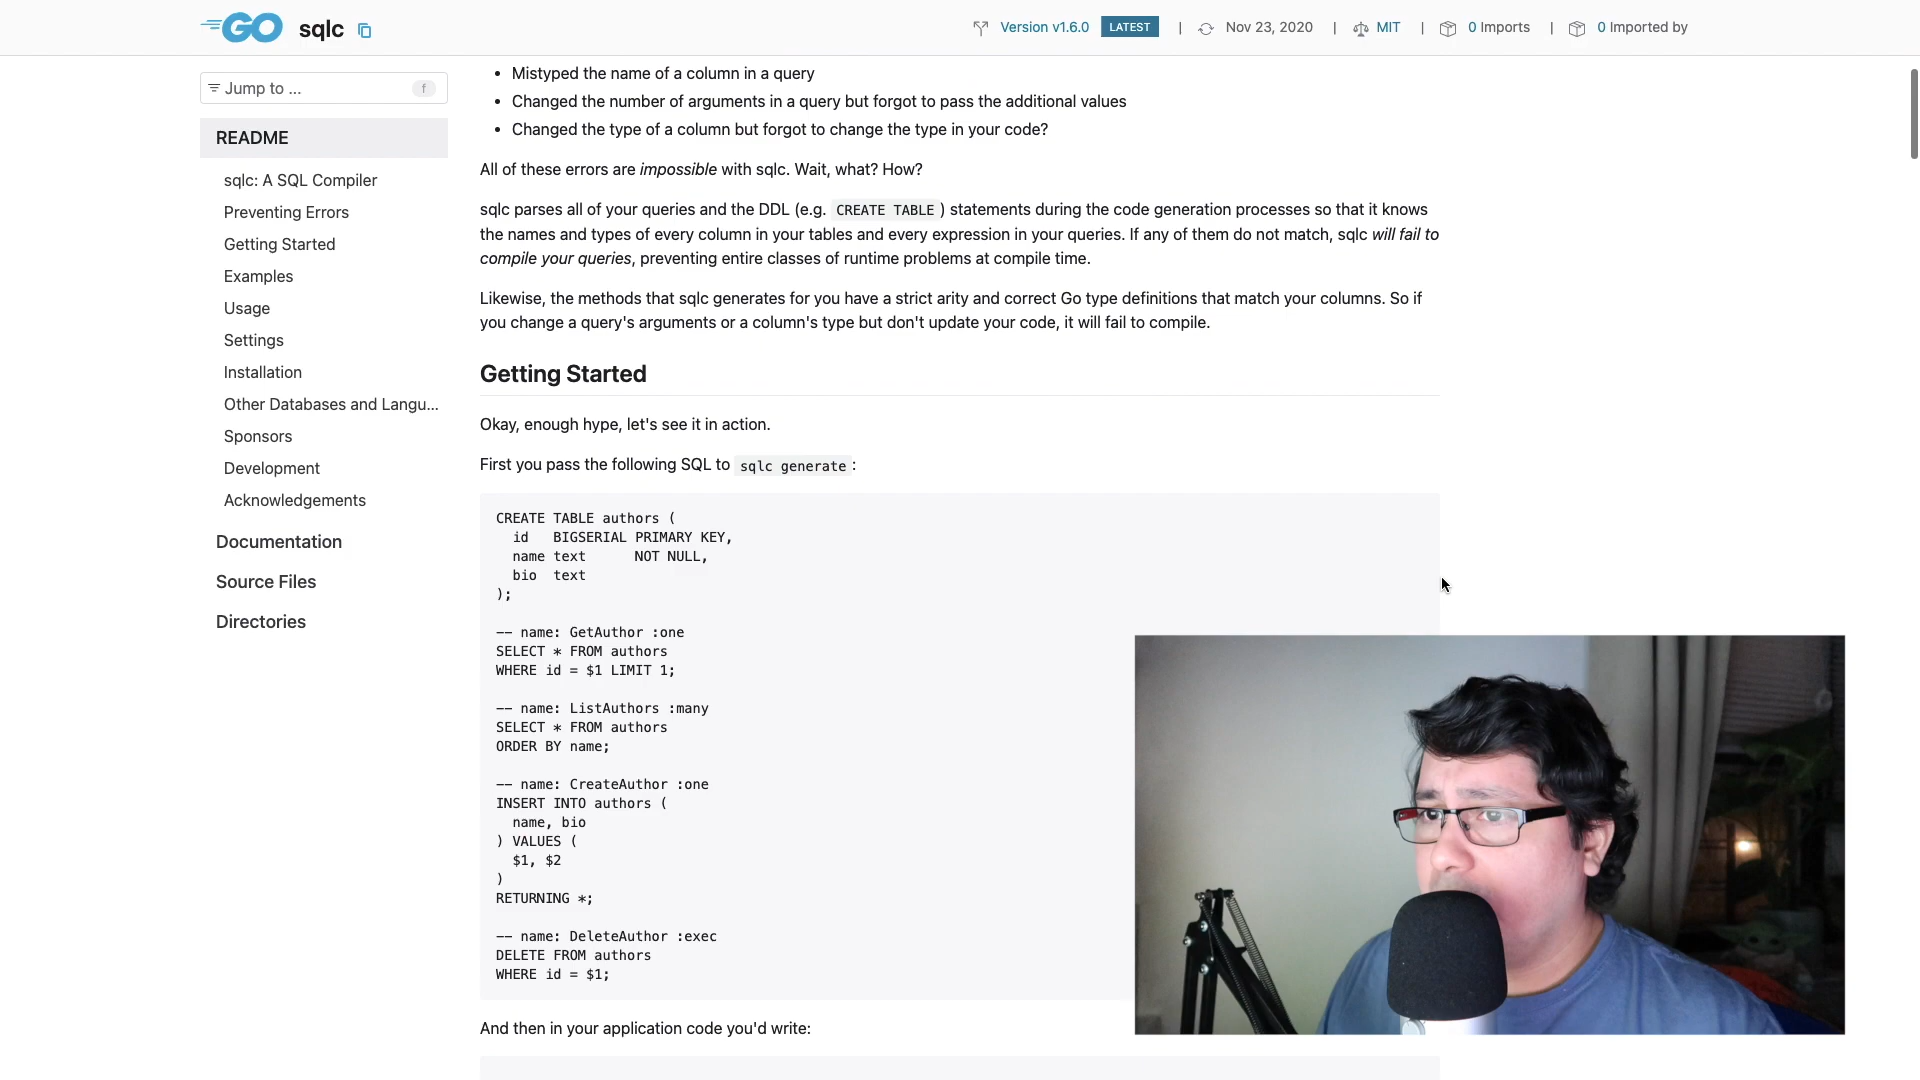 GO sqlc Version v1.6.0 LATEST | Nov 23, 2020 | MIT | 0 Imports | 0 Imported by
Jump to ... f
README
sqlc: A SQL Compiler
Preventing Errors
Getting Started
Examples
Usage
Settings
Installation
Other Databases and Langu...
Sponsors
Development
Acknowledgements
Documentation
Source Files
Directories
• Mistyped the name of a column in a query
• Changed the number of arguments in a query but forgot to pass the additional values
• Changed the type of a column but forgot to change the type in your code?
All of these errors are impossible with sqlc. Wait, what? How?
sqlc parses all of your queries and the DDL (e.g. CREATE TABLE ) statements during the code generation processes so that it knows
the names and types of every column in your tables and every expression in your queries. If any of them do not match, sqlc will fail to
compile your queries, preventing entire classes of runtime problems at compile time.
Likewise, the methods that sqlc generates for you have a strict arity and correct Go type definitions that match your columns. So if
you change a query's arguments or a column's type but don't update your code, it will fail to compile.
Getting Started
Okay, enough hype, let's see it in action.
First you pass the following SQL to sqlc generate :
CREATE TABLE authors (
  id   BIGSERIAL PRIMARY KEY,
  name text      NOT NULL,
  bio  text
);
-- name: GetAuthor :one
SELECT * FROM authors
WHERE id = $1 LIMIT 1;
-- name: ListAuthors :many
SELECT * FROM authors
ORDER BY name;
-- name: CreateAuthor :one
INSERT INTO authors (
  name, bio
) VALUES (
  $1, $2
)
RETURNING *;
-- name: DeleteAuthor :exec
DELETE FROM authors
WHERE id = $1;
And then in your application code you'd write: